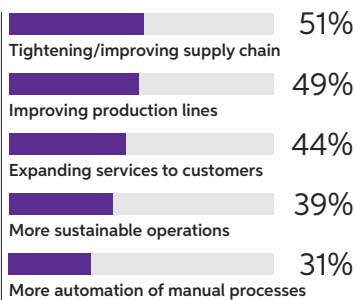 51%
Tightening/improving supply chain
49%
Improving production lines
44%
Expanding services to customers
39%
More sustainable operations
31%
More automation of manual processes